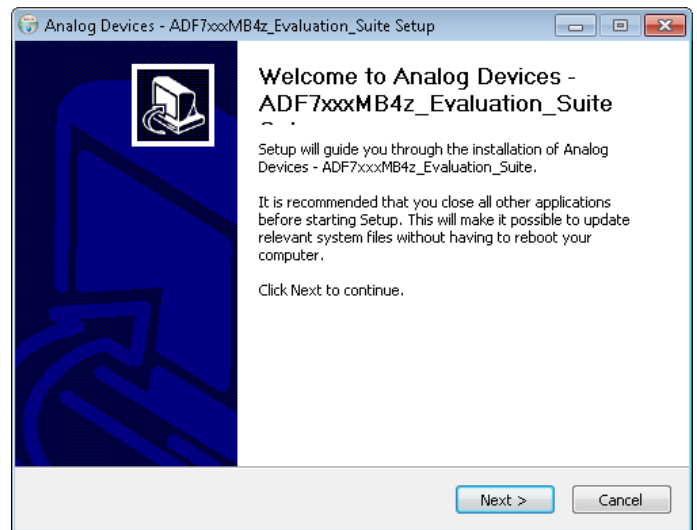 Analog Devices - ADF7xxxMB4z_Evaluation_Suite Setup
Welcome to Analog Devices -
ADF7xxxMB4z_Evaluation_Suite
Setup will guide you through the installation of Analog
Devices - ADF7xxxMB4z_Evaluation_Suite.
It is recommended that you close all other applications
before starting Setup. This will make it possible to update
relevant system files without having to reboot your
computer.
Click Next to continue.
Next >
Cancel